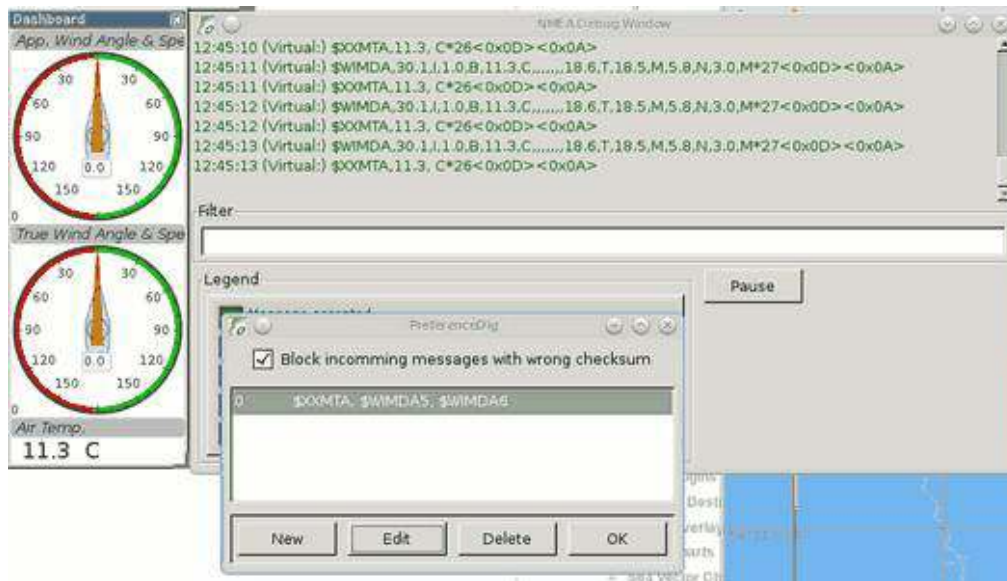 Dashboard
App. Wind Angle & Spe
30 30
60 60
90 90
120 0.0 120
150 150
0
True Wind Angle & Spe
30 30
60 60
90 90
120 0.0 120
150 150
0
Air Temp.
11.3 C
NMEA Debug Window
12:45:10 (Virtual:) $XXMTA,11.3, C*26<0x0D><0x0A>
12:45:11 (Virtual:) $WIMDA,30.1,I,1.0,B,11.3,C,,,,,,,18.6,T,18.5,M,5.8,N,3.0,M*27<0x0D><0x0A>
12:45:11 (Virtual:) $XXMTA,11.3, C*26<0x0D><0x0A>
12:45:12 (Virtual:) $WIMDA,30.1,I,1.0,B,11.3,C,,,,,,,18.6,T,18.5,M,5.8,N,3.0,M*27<0x0D><0x0A>
12:45:12 (Virtual:) $XXMTA,11.3, C*26<0x0D><0x0A>
12:45:13 (Virtual:) $WIMDA,30.1,I,1.0,B,11.3,C,,,,,,,18.6,T,18.5,M,5.8,N,3.0,M*27<0x0D><0x0A>
12:45:13 (Virtual:) $XXMTA,11.3, C*26<0x0D><0x0A>
Filter
Legend
Pause
PreferenceDlg
Block incomming messages with wrong checksum
0 $XXMTA, $WIMDA5, $WIMDA6
New Edit Delete OK